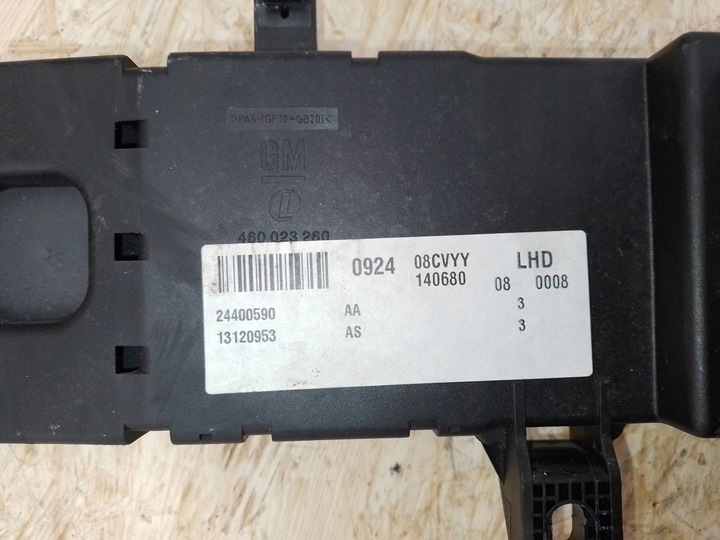 >PA6-(GF10+GB20)<
GM
L
460 023 260
0924 08CVYY LHD
140680 08 0008
24400590 AA 3
13120953 AS 3